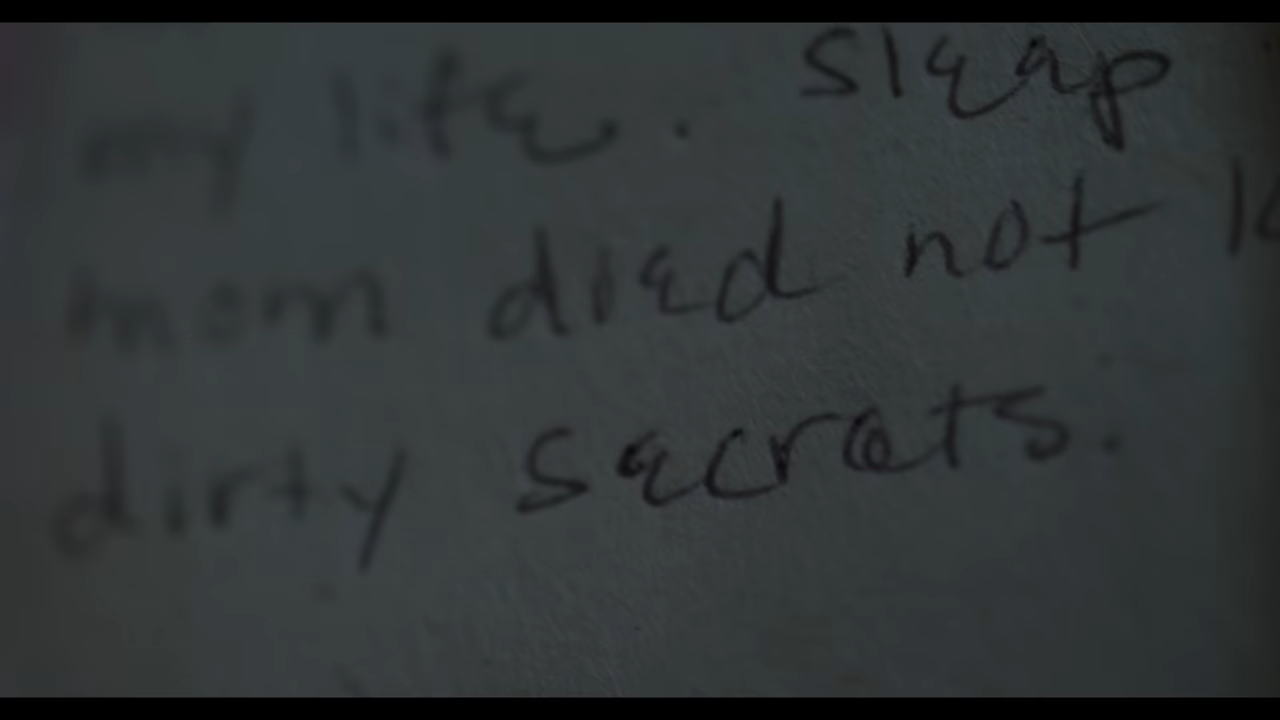 my life. sleep
mom died not
dirty secrets.